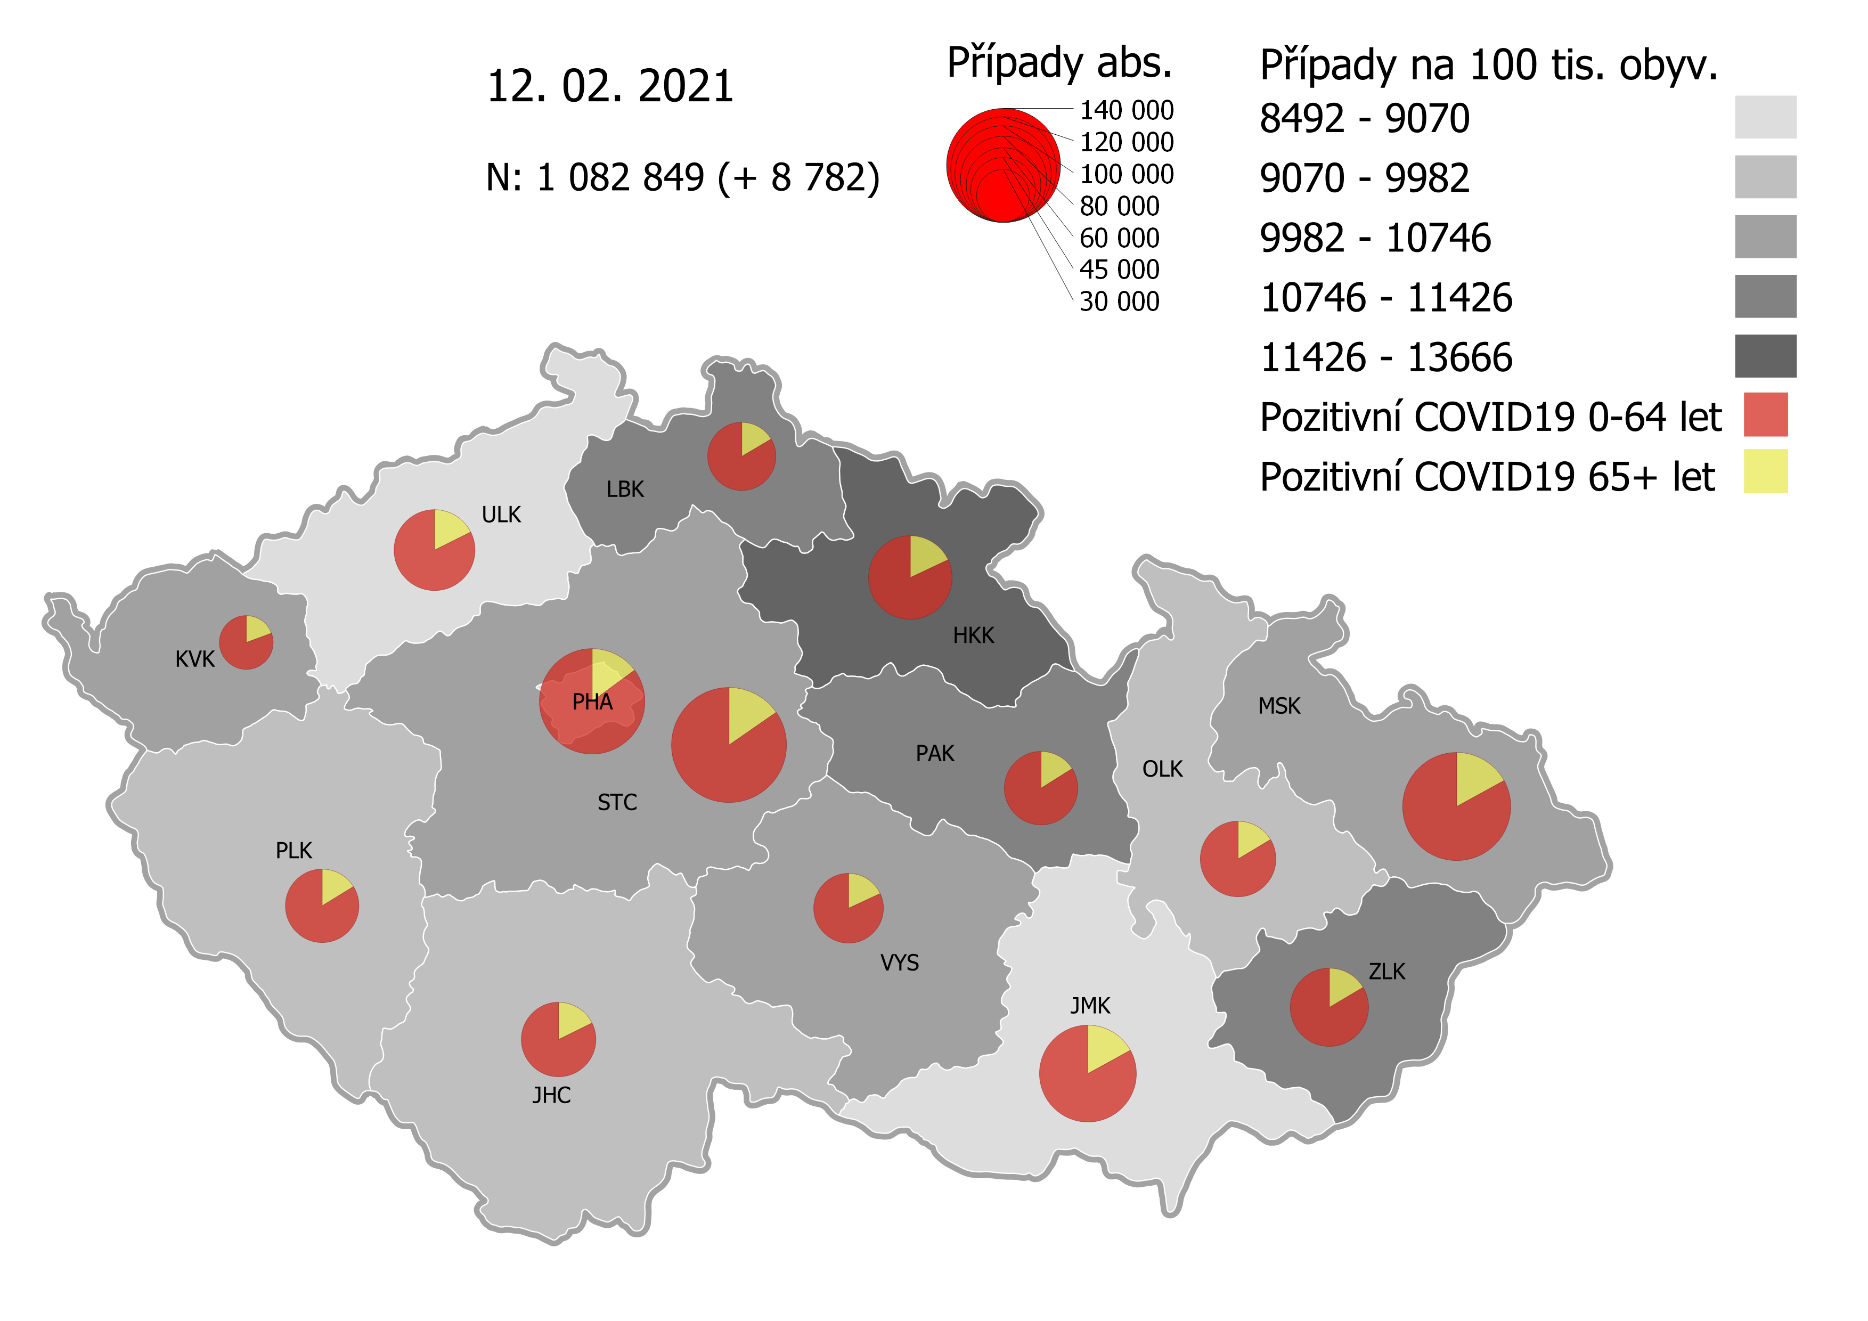 12. 02. 2021
N: 1 082 849 (+ 8 782)
Případy abs.
140 000
120 000
100 000
80 000
60 000
45 000
30 000
Případy na 100 tis. obyv.
8492 - 9070
9070 - 9982
9982 - 10746
10746 - 11426
11426 - 13666
Pozitivní COVID19 0-64 let
Pozitivní COVID19 65+ let
LBK
ULK
HKK
KVK
PHA
MSK
PAK
OLK
STC
PLK
VYS
ZLK
JMK
JHC